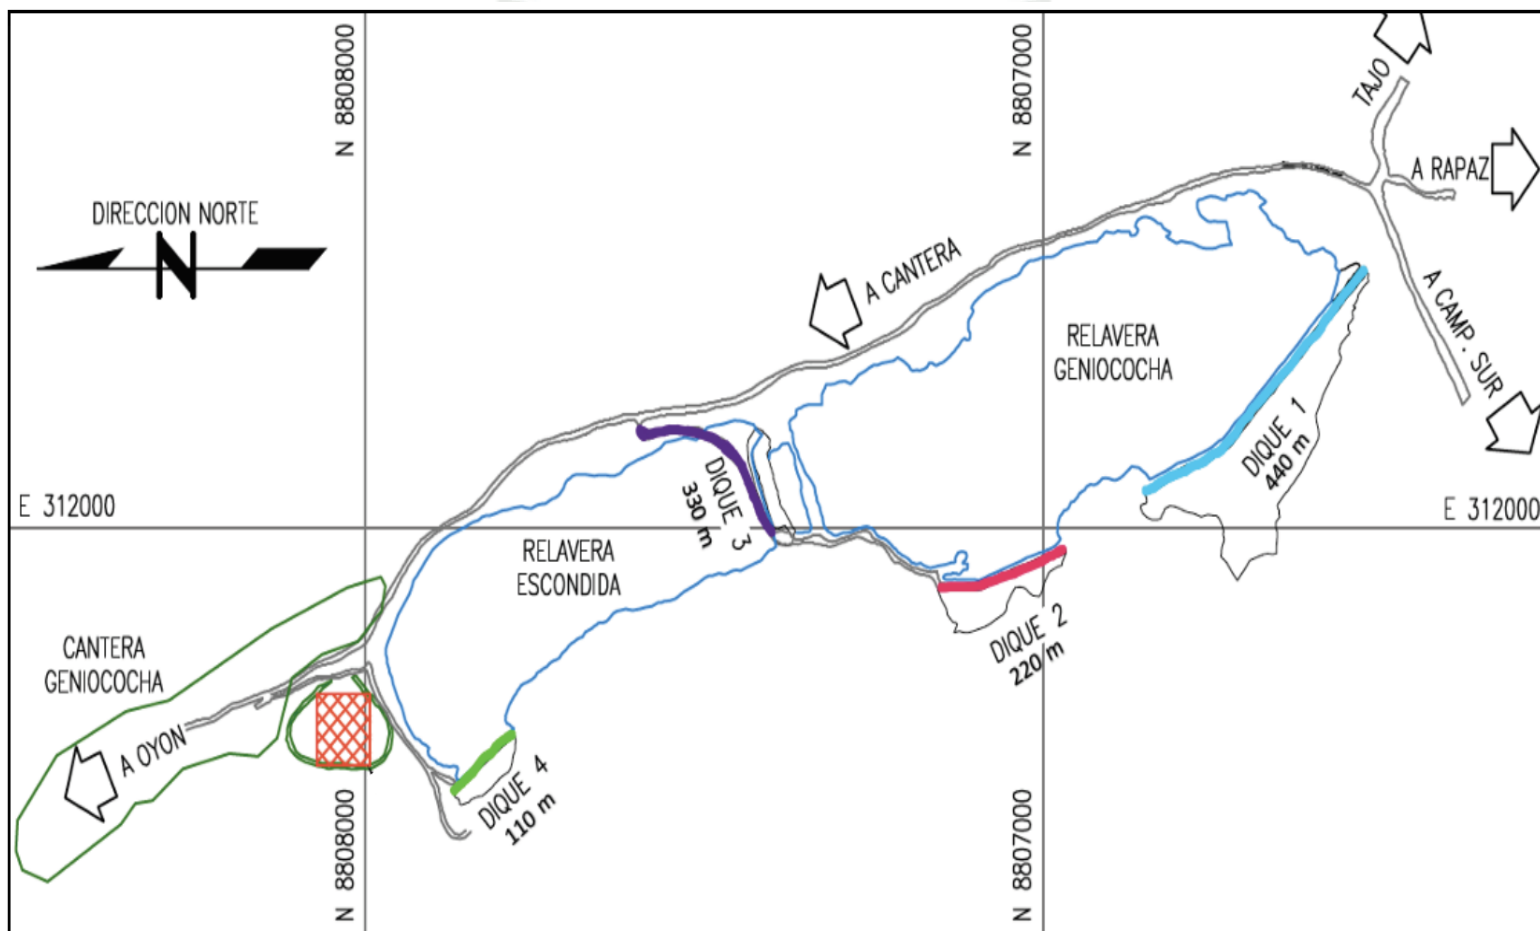 N 8808000
N 8807000
TAJO
A RAPAZ
DIRECCION NORTE
N
A CANTERA
A CAMP. SUR
RELAVERA
GENIOCOCHA
DIQUE 1
440 m
E 312000
E 312000
DIQUE 3
330 m
RELAVERA
ESCONDIDA
CANTERA
GENIOCOCHA
DIQUE 2
220 m
A OYON
DIQUE 4
110 m
N 8808000
N 8807000